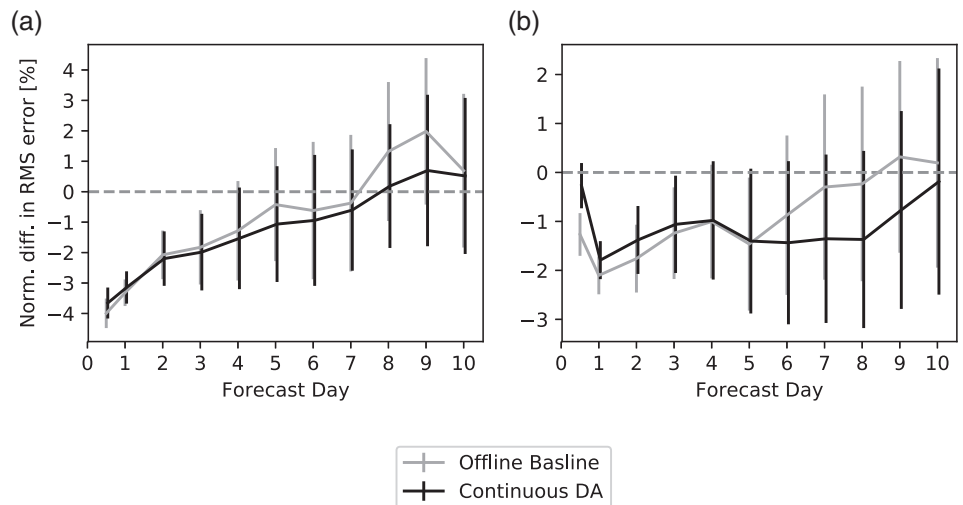 (a)
(b)
Norm. diff. in RMS error [%]
4
3
2
1
0
−1
−2
−3
−4
0 1 2 3 4 5 6 7 8 9 10
Forecast Day
2
1
0
−1
−2
−3
0 1 2 3 4 5 6 7 8 9 10
Forecast Day
Offline Basline
Continuous DA